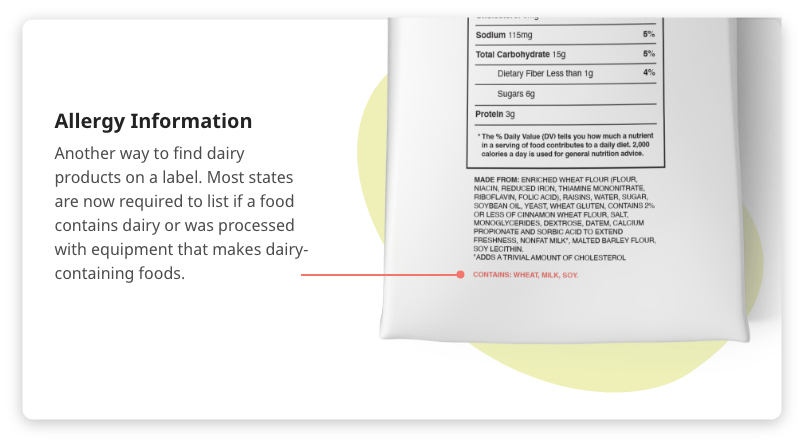 Allergy Information
Another way to find dairy
products on a label. Most states
are now required to list if a food
contains dairy or was processed
with equipment that makes dairy-
containing foods.
Sodium 115mg 5%
Total Carbohydrate 15g 5%
Dietary Fiber Less than 1g 4%
Sugars 6g
Protein 3g
* The % Daily Value (DV) tells you how much a nutrient
in a serving of food contributes to a daily diet. 2,000
calories a day is used for general nutrition advice.
MADE FROM: ENRICHED WHEAT FLOUR (FLOUR,
NIACIN, REDUCED IRON, THIAMINE MONONITRATE,
RIBOFLAVIN, FOLIC ACID), RAISINS, WATER, SUGAR,
SOYBEAN OIL, YEAST, WHEAT GLUTEN, CONTAINS 2%
OR LESS OF CINNAMON WHEAT FLOUR, SALT,
MONOGLYCERIDES, DEXTROSE, DATEM, CALCIUM
PROPIONATE AND SORBIC ACID TO EXTEND
FRESHNESS, NONFAT MILK*, MALTED BARLEY FLOUR,
SOY LECITHIN.
*ADDS A TRIVIAL AMOUNT OF CHOLESTEROL
CONTAINS: WHEAT, MILK, SOY.